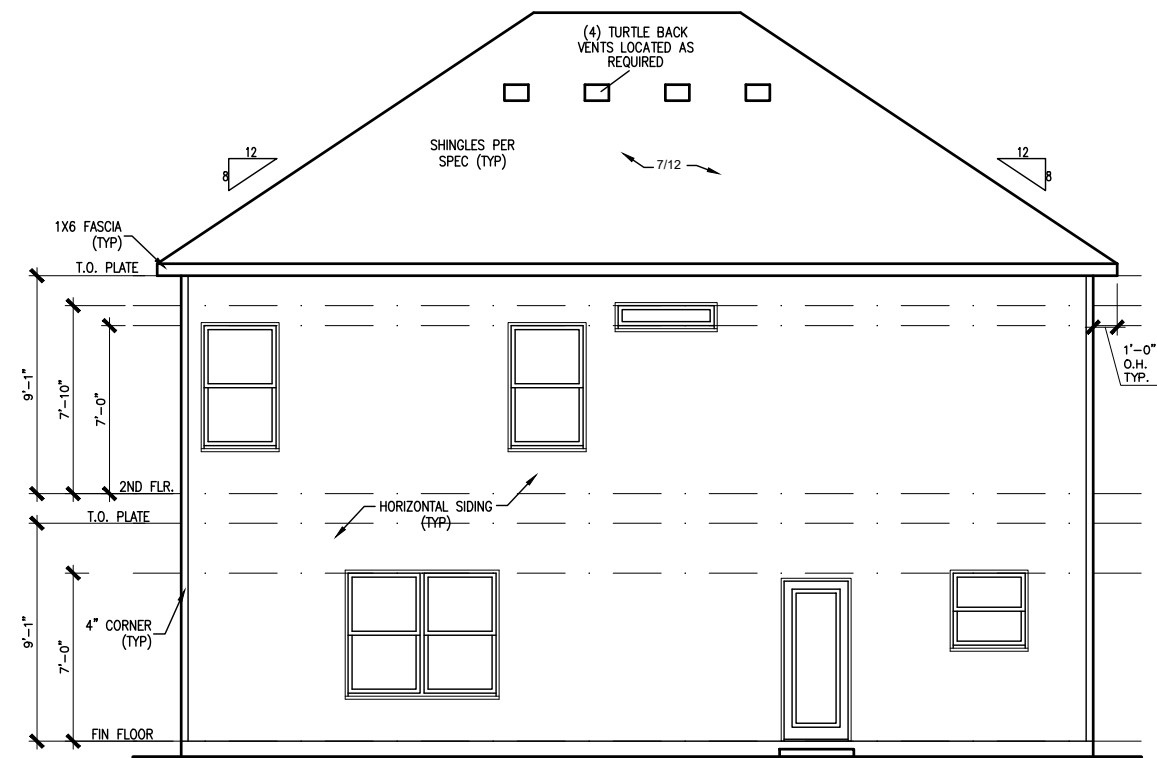 (4) TURTLE BACK
VENTS LOCATED AS
REQUIRED
SHINGLES PER
SPEC (TYP)
12
8
7/12
12
8
1X6 FASCIA
(TYP)
T.O. PLATE
9'-1"
7'-10"
7'-0"
1'-0"
O.H.
TYP.
2ND FLR.
T.O. PLATE
HORIZONTAL SIDING
(TYP)
4" CORNER
(TYP)
9'-1"
7'-0"
FIN FLOOR